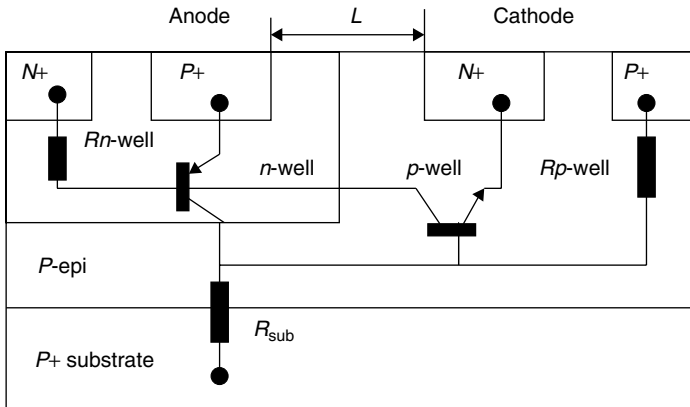 Anode L Cathode
N+ P+ N+ P+
Rn-well
n-well p-well Rp-well
P-epi
Rsub
P+ substrate